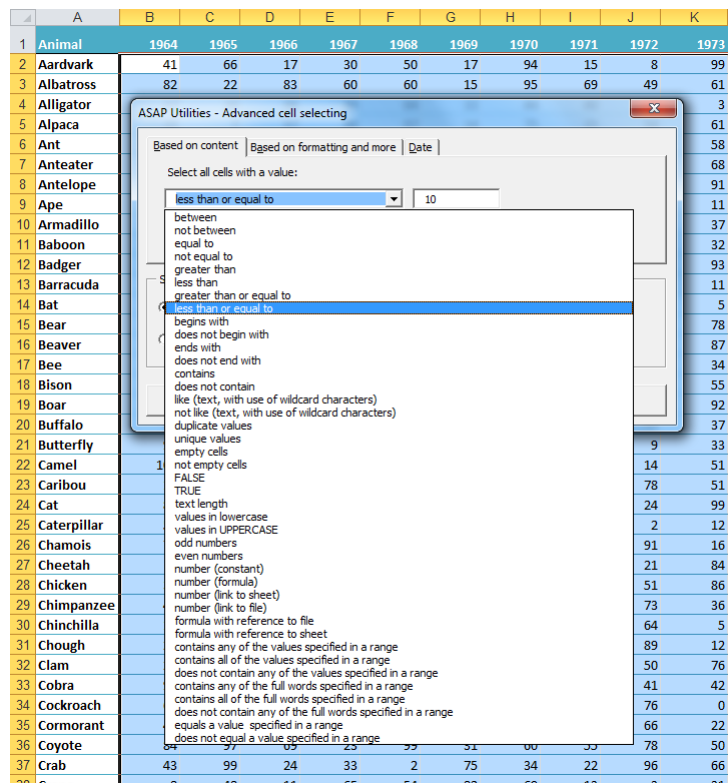 A B C D E F G H I J K
1 Animal 1964 1965 1966 1967 1968 1969 1970 1971 1972 1973
2 Aardvark 41 66 17 30 50 17 94 15 8 99
3 Albatross 82 22 83 60 60 15 95 69 49 61
4 Alligator 3
ASAP Utilities - Advanced cell selecting
5 Alpaca 61
6 Ant 58
Based on content Based on formatting and more Date
7 Anteater 68
Select all cells with a value:
8 Antelope 91
less than or equal to 10
9 Ape 11
between
10 Armadillo 37
not between
equal to
11 Baboon 32
not equal to
12 Badger 93
greater than
less than
13 Barracuda 11
greater than or equal to
14 Bat 5
less than or equal to
begins with
15 Bear 78
does not begin with
16 Beaver 87
ends with
does not end with
17 Bee 34
contains
18 Bison 55
does not contain
like (text, with use of wildcard characters)
19 Boar 92
not like (text, with use of wildcard characters)
20 Buffalo 37
duplicate values
unique values
21 Butterfly 9 33
empty cells
22 Camel 14 51
not empty cells
FALSE
23 Caribou 78 51
TRUE
24 Cat 24 99
text length
values in lowercase
25 Caterpillar 2 12
values in UPPERCASE
odd numbers
26 Chamois 91 16
even numbers
27 Cheetah 21 84
number (constant)
number (formula)
28 Chicken 51 86
number (link to sheet)
29 Chimpanzee 73 36
number (link to file)
formula with reference to file
30 Chinchilla 64 5
formula with reference to sheet
31 Chough 89 12
contains any of the values specified in a range
contains all of the values specified in a range
32 Clam 50 76
does not contain any of the values specified in a range
33 Cobra 41 42
contains any of the full words specified in a range
contains all of the full words specified in a range
34 Cockroach 76 0
does not contain any of the full words specified in a range
35 Cormorant 66 22
equals a value specified in a range
does not equal a value specified in a range
36 Coyote 84 97 69 23 99 31 60 55 78 50
37 Crab 43 99 24 33 2 75 34 22 96 66